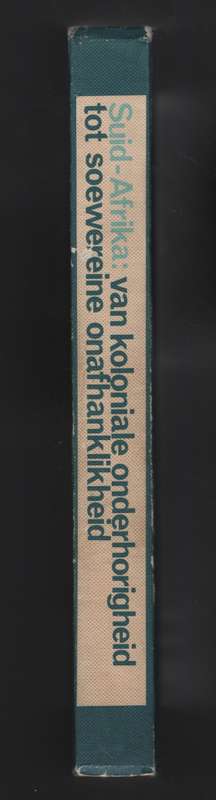 Suid-Afrika: van koloniale onderhorigheid
tot soewereine onafhanklikheid